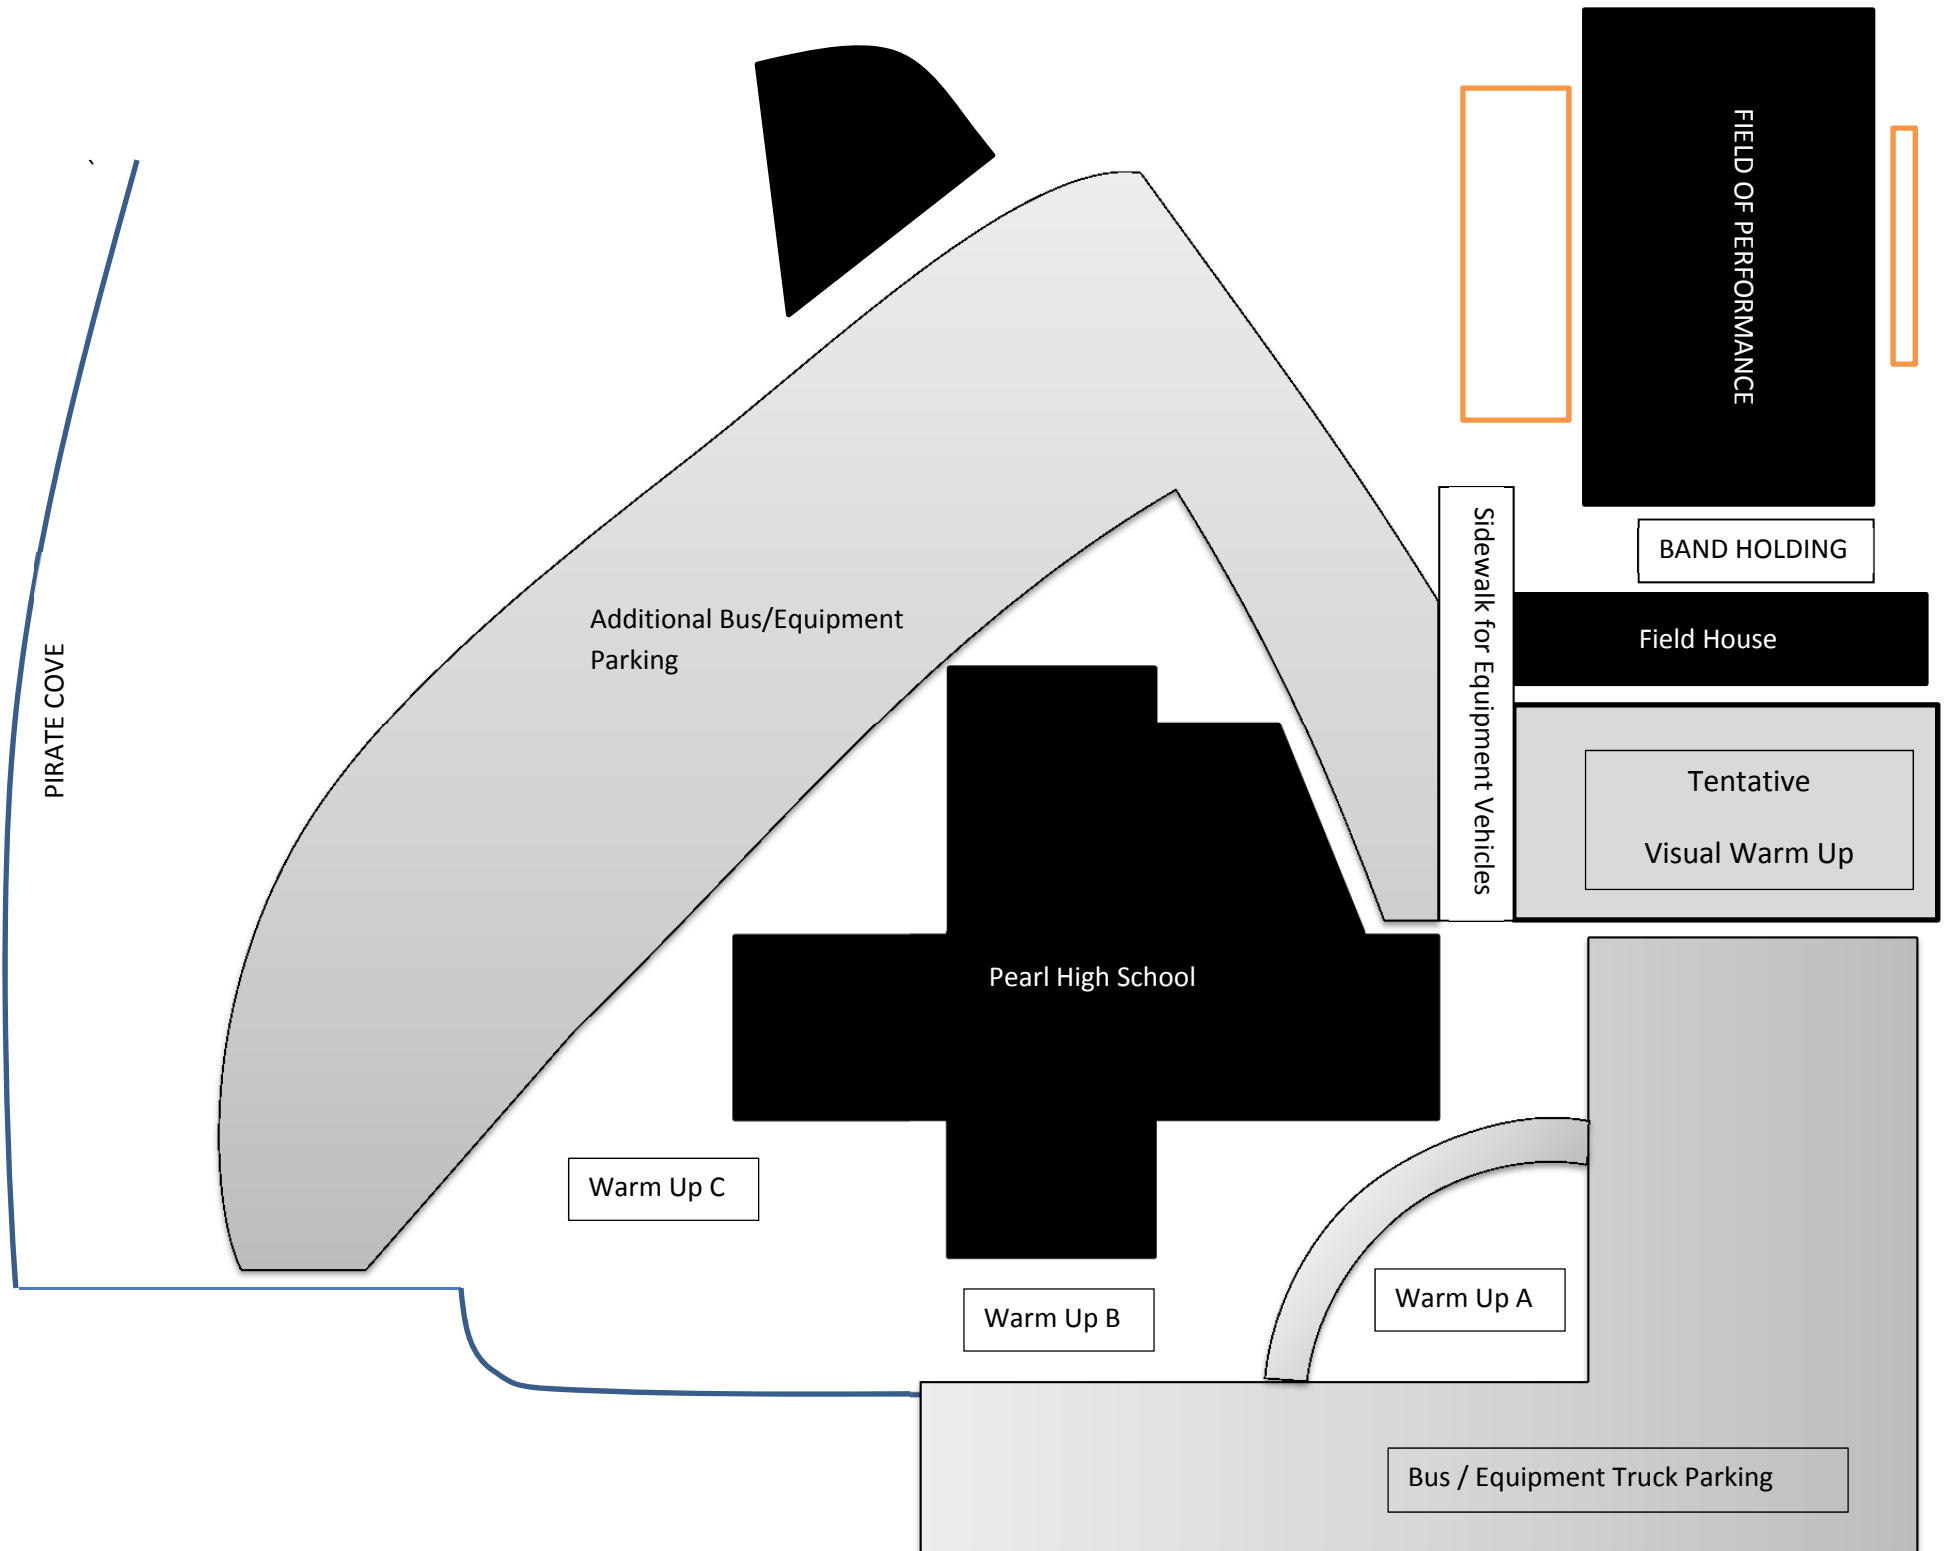 FIELD OF PERFORMANCE
`
BAND HOLDING
Sidewalk for Equipment Vehicles
Additional Bus/Equipment
Parking
Field House
PIRATE COVE
Tentative
Visual Warm Up
Pearl High School
Warm Up C
Warm Up B
Warm Up A
Bus / Equipment Truck Parking